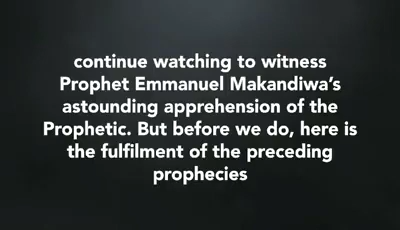 continue watching to witness
Prophet Emmanuel Makandiwa's
astounding apprehension of the
Prophetic. But before we do, here is
the fulfilment of the preceding
prophecies